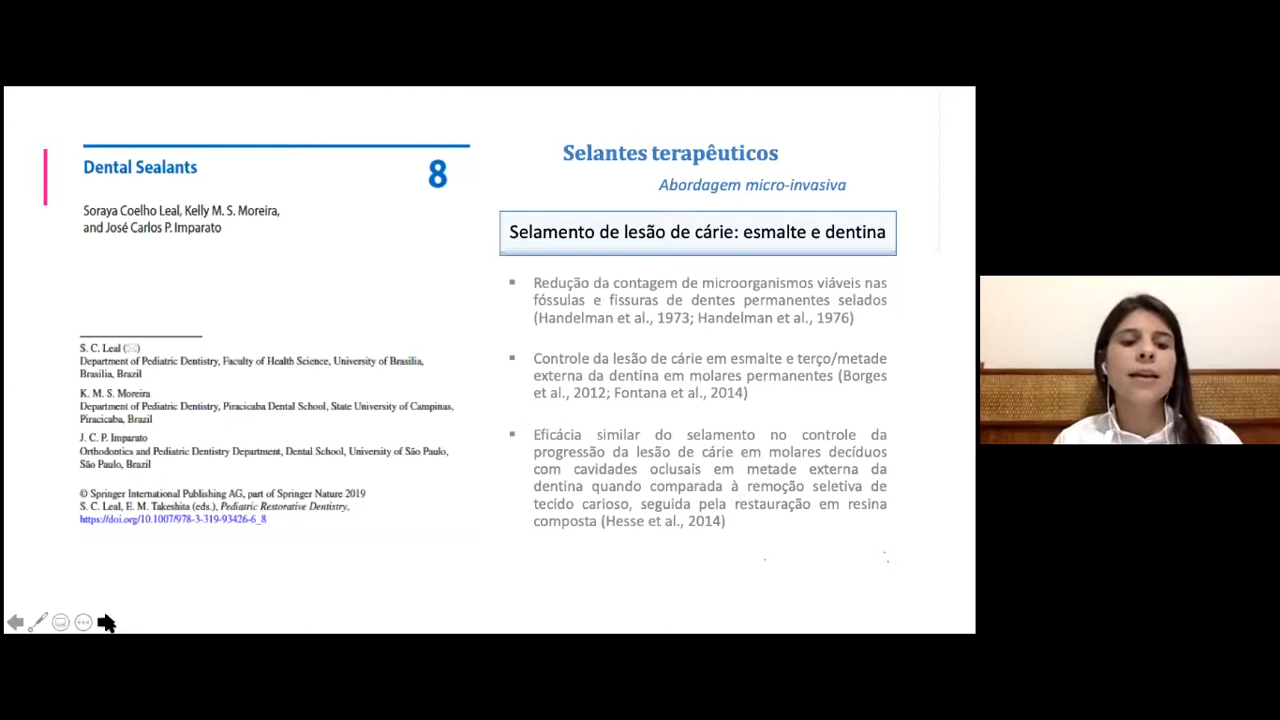 Dental Sealants
8
Soraya Coelho Leal, Kelly M. S. Moreira,
and José Carlos P. Imparato
S. C. Leal (✉)
Department of Pediatric Dentistry, Faculty of Health Science, University of Brasilia,
Brasilia, Brazil
K. M. S. Moreira
Department of Pediatric Dentistry, Piracicaba Dental School, State University of Campinas,
Piracicaba, Brazil
J. C. P. Imparato
Orthodontics and Pediatric Dentistry Department, Dental School, University of São Paulo,
São Paulo, Brazil
© Springer International Publishing AG, part of Springer Nature 2019
S. C. Leal, E. M. Takeshita (eds.), Pediatric Restorative Dentistry,
https://doi.org/10.1007/978-3-319-93426-6_8
Selantes terapêuticos
Abordagem micro-invasiva
Selamento de lesão de cárie: esmalte e dentina
▪ Redução da contagem de microorganismos viáveis nas
fóssulas e fissuras de dentes permanentes selados
(Handelman et al., 1973; Handelman et al., 1976)
▪ Controle da lesão de cárie em esmalte e terço/metade
externa da dentina em molares permanentes (Borges
et al., 2012; Fontana et al., 2014)
▪ Eficácia similar do selamento no controle da
progressão da lesão de cárie em molares decíduos
com cavidades oclusais em metade externa da
dentina quando comparada à remoção seletiva de
tecido carioso, seguida pela restauração em resina
composta (Hesse et al., 2014)